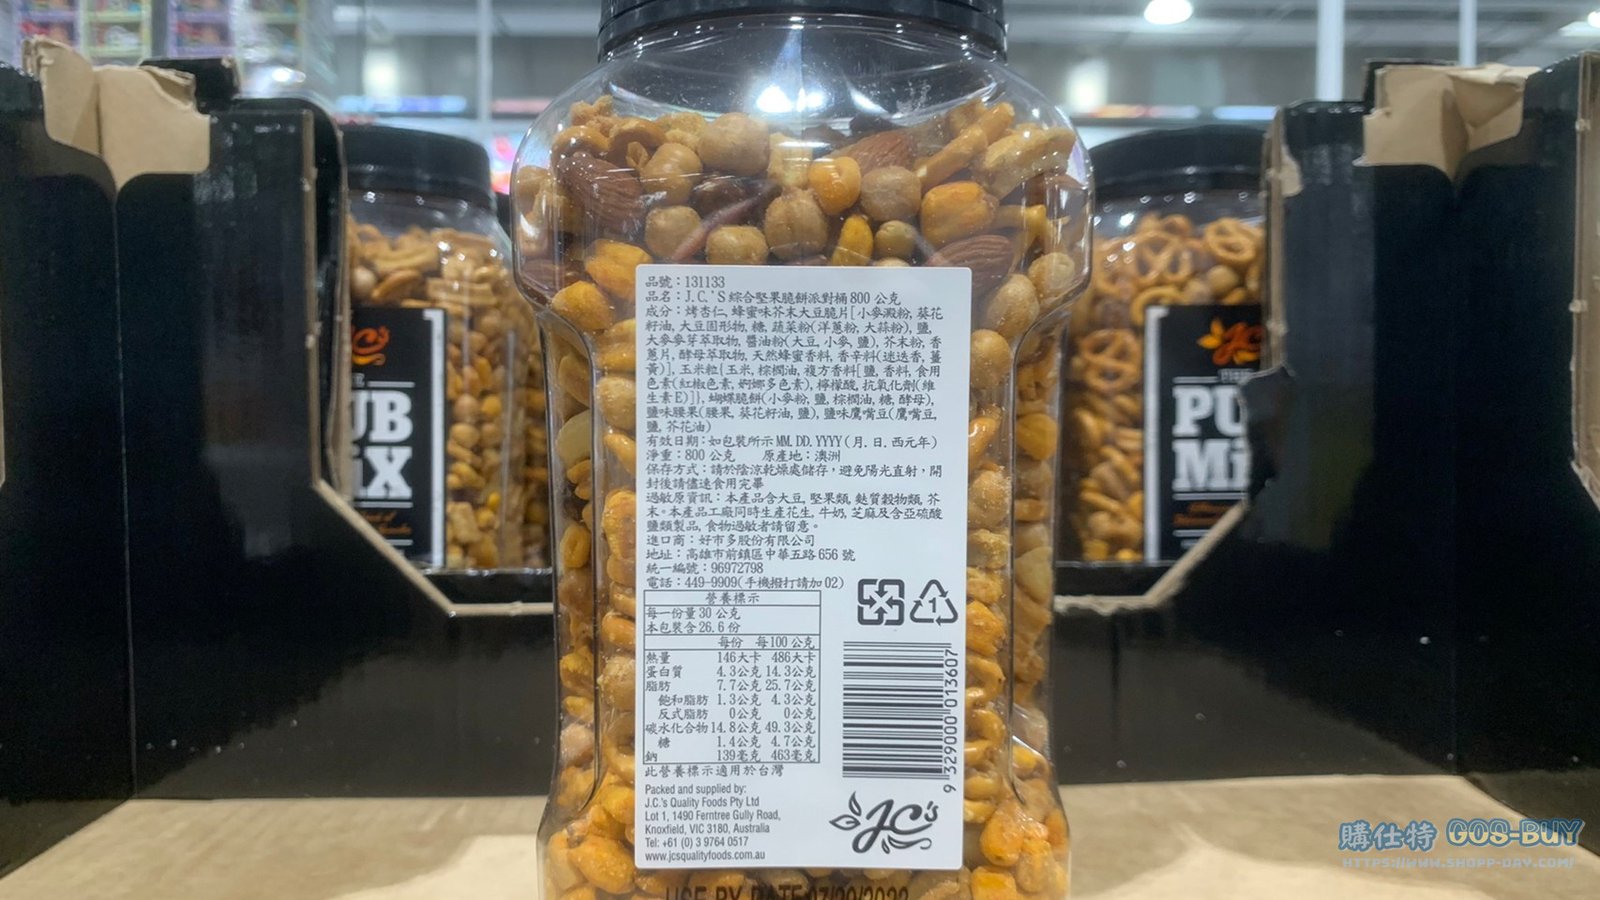 品號：131133
品名：J.C.'S 綜合堅果脆餅派對桶 800 公克
成分：烤杏仁, 蜂蜜味芥末大豆脆片[小麥澱粉, 葵花
籽油, 大豆固形物, 糖, 蔬菜粉(洋蔥粉, 大蒜粉), 鹽,
大麥麥芽萃取物, 醬油粉(大豆, 小麥, 鹽), 芥末粉, 香
蔥片, 酵母萃取物, 天然蜂蜜香料, 香辛料(迷迭香, 薑
黃)], 玉米粒{玉米, 棕櫚油, 複方香料[鹽, 香料, 食用
色素(紅椒色素, 婀娜多色素), 檸檬酸, 抗氧化劑(維
生素E)]}, 蝴蝶脆餅(小麥粉, 鹽, 棕櫚油, 糖, 酵母),
鹽味腰果(腰果, 葵花籽油, 鹽), 鹽味鷹嘴豆(鷹嘴豆,
鹽, 芥花油)
有效日期：如包裝所示 MM. DD. YYYY (月. 日. 西元年)
淨重：800 公克 原產地：澳洲
保存方式：請於陰涼乾燥處儲存，避免陽光直射，開
封後請儘速食用完畢
過敏原資訊：本產品含大豆, 堅果類, 麩質穀物類, 芥
末。本產品工廠同時生產花生, 牛奶, 芝麻及含亞硫酸
鹽類製品, 食物過敏者請留意。
進口商：好市多股份有限公司
地址：高雄市前鎮區中華五路 656 號
統一編號：96972798
電話：449-9909(手機撥打請加 02)
營養標示
每一份量 30 公克
本包裝含 26.6 份
每份 每 100 公克
熱量 146大卡 486大卡
蛋白質 4.3公克 14.3公克
脂肪 7.7公克 25.7公克
飽和脂肪 1.3公克 4.3公克
反式脂肪 0公克 0公克
碳水化合物 14.8公克 49.3公克
糖 1.4公克 4.7公克
鈉 139毫克 463毫克
此營養標示適用於台灣
Packed and supplied by:
J.C.'s Quality Foods Pty Ltd
Lot 1, 1490 Ferntree Gully Road,
Knoxfield, VIC 3180, Australia
Tel: +61 (0) 3 9764 0517
www.jcsqualityfoods.com.au
1
9 329000 013607
JC's
USE BY DATE 07/20/2022
UB
MiX
PU
Mi
購仕特 GOS-BUY
HTTPS://WWW.SHOPP-DAY.COM/